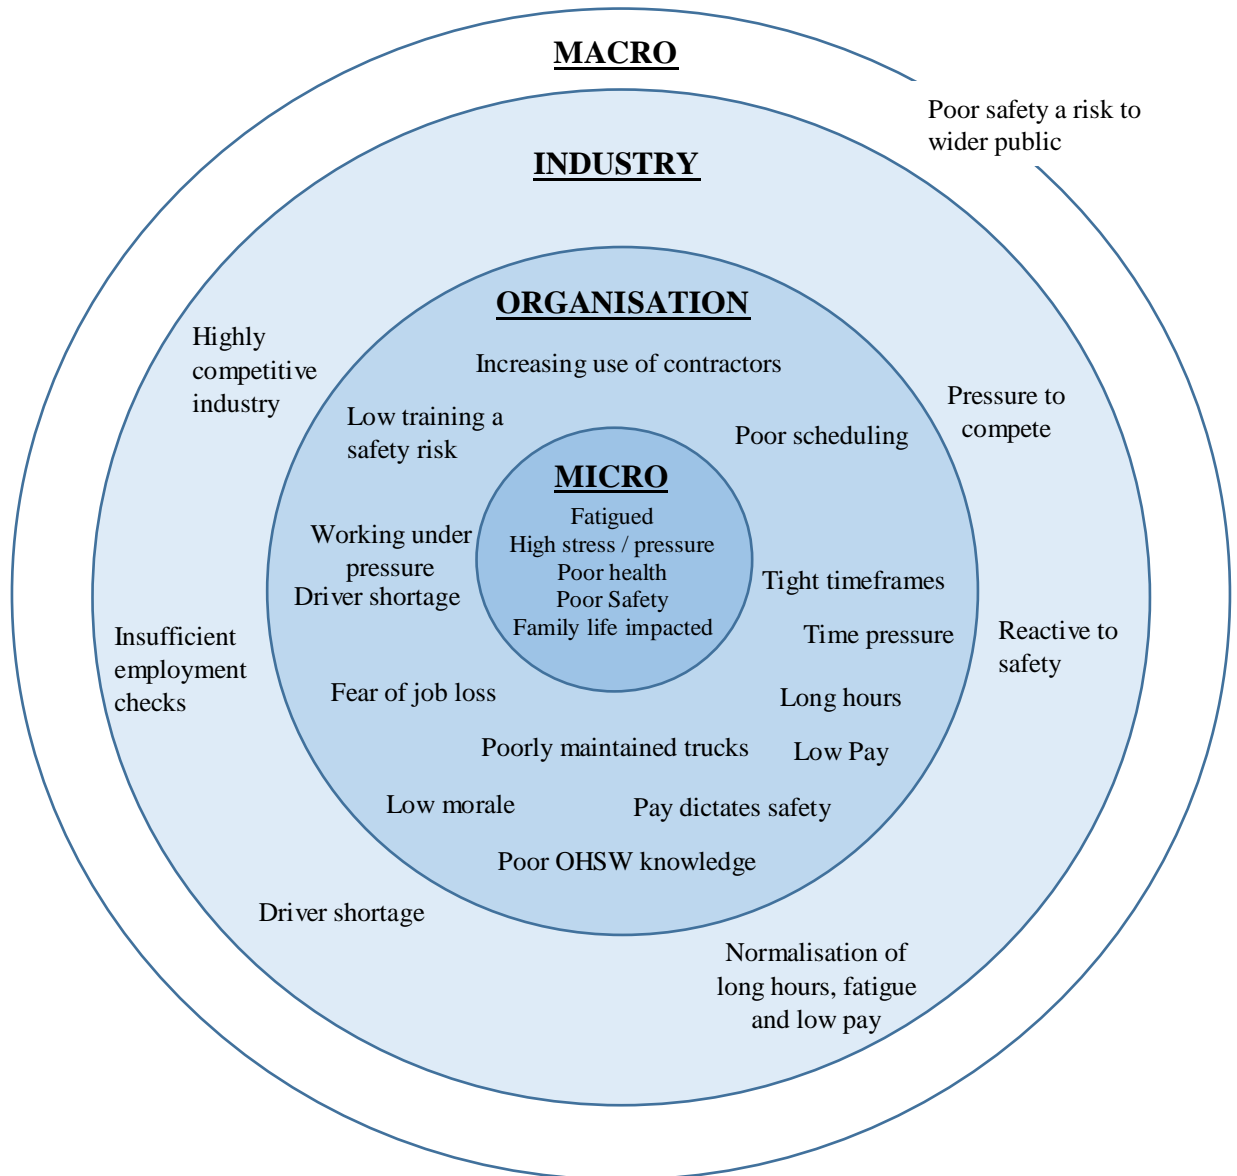 MACRO
Poor safety a risk to
wider public
INDUSTRY
ORGANISATION
Highly
competitive
industry
Increasing use of contractors
Pressure to
compete
Low training a
safety risk
Poor scheduling
MICRO
Fatigued
High stress / pressure
Poor health
Poor Safety
Family life impacted
Working under
pressure
Driver shortage
Tight timeframes
Time pressure
Reactive to
safety
Insufficient
employment
checks
Fear of job loss
Long hours
Poorly maintained trucks
Low Pay
Low morale
Pay dictates safety
Poor OHSW knowledge
Driver shortage
Normalisation of
long hours, fatigue
and low pay